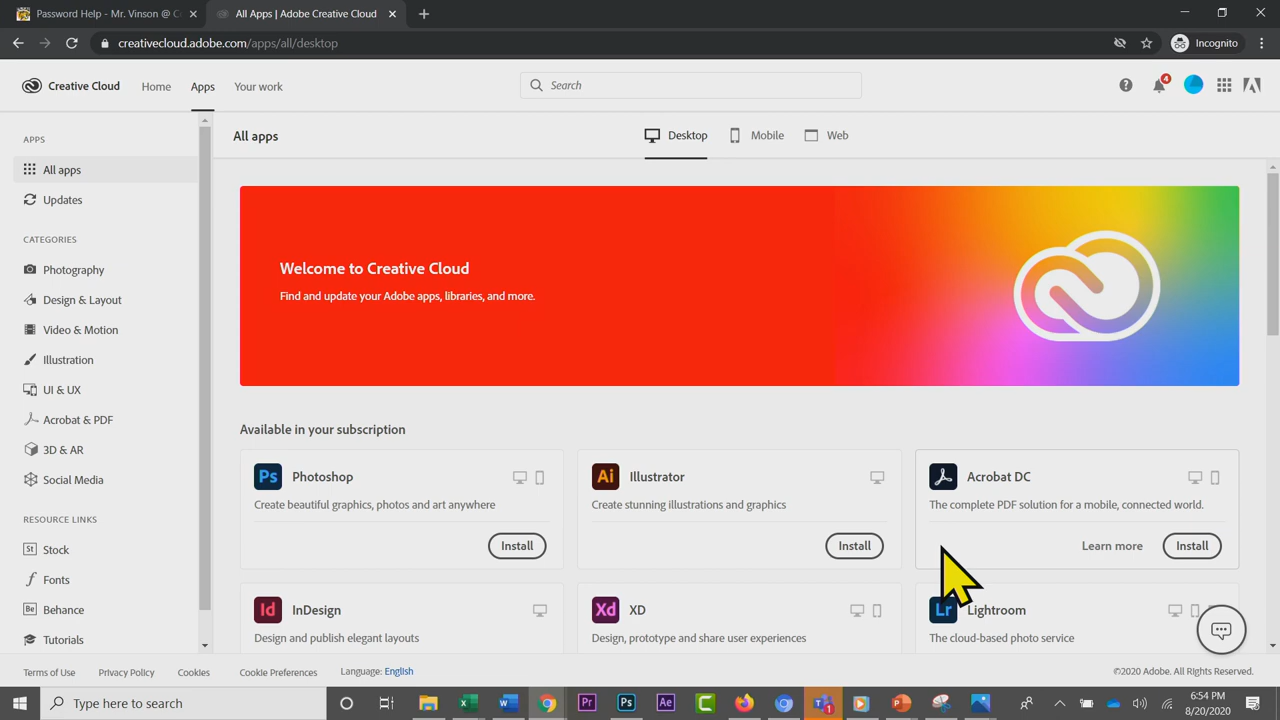 Password Help - Mr. Vinson @ C
All Apps | Adobe Creative Cloud
creativecloud.adobe.com/apps/all/desktop
Incognito
Creative Cloud
Home
Apps
Your work
Search
4
APPS
All apps
Updates
CATEGORIES
Photography
Design & Layout
Video & Motion
Illustration
UI & UX
Acrobat & PDF
3D & AR
Social Media
RESOURCE LINKS
Stock
Fonts
Behance
Tutorials
All apps
Desktop
Mobile
Web
Welcome to Creative Cloud
Find and update your Adobe apps, libraries, and more.
Available in your subscription
Ps
Photoshop
Create beautiful graphics, photos and art anywhere
Install
Ai
Illustrator
Create stunning illustrations and graphics
Install
Acrobat DC
The complete PDF solution for a mobile, connected world.
Learn more
Install
Id
InDesign
Design and publish elegant layouts
Xd
XD
Design, prototype and share user experiences
Lr
Lightroom
The cloud-based photo service
Terms of Use
Privacy Policy
Cookies
Cookie Preferences
Language: English
©2020 Adobe. All Rights Reserved.
Type here to search
Pr
Ps
Ae
1
6:54 PM
8/20/2020